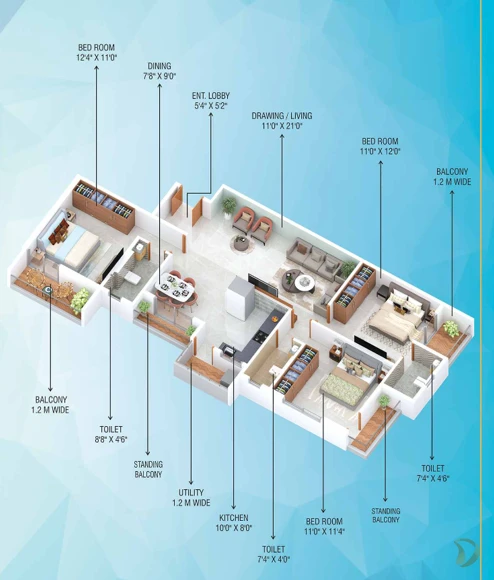 BED ROOM
12'4" X 11'0"
DINING
7'8" X 9'0"
ENT. LOBBY
5'4" X 5'2"
DRAWING / LIVING
11'0" X 21'0"
BED ROOM
11'0" X 12'0"
BALCONY
1.2 M WIDE
BALCONY
1.2 M WIDE
TOILET
8'8" X 4'6"
STANDING
BALCONY
UTILITY
1.2 M WIDE
KITCHEN
10'0" X 8'0"
TOILET
7'4" X 4'0"
BED ROOM
11'0" X 11'4"
STANDING
BALCONY
TOILET
7'4" X 4'6"